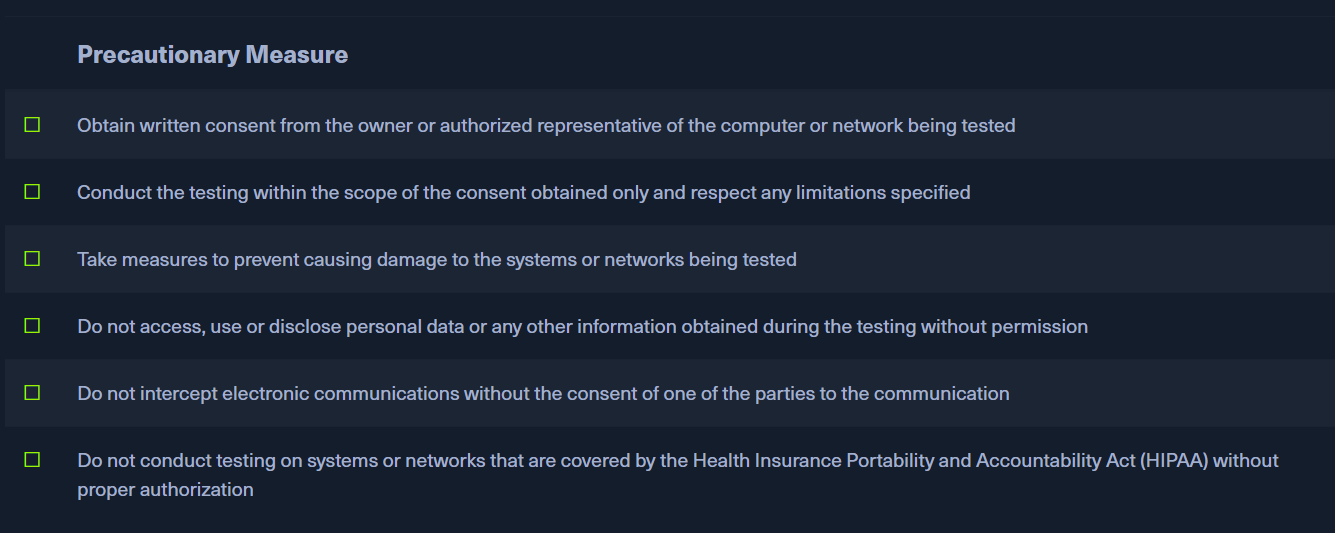 Precautionary Measure
Obtain written consent from the owner or authorized representative of the computer or network being tested
Conduct the testing within the scope of the consent obtained only and respect any limitations specified
Take measures to prevent causing damage to the systems or networks being tested
Do not access, use or disclose personal data or any other information obtained during the testing without permission
Do not intercept electronic communications without the consent of one of the parties to the communication
Do not conduct testing on systems or networks that are covered by the Health Insurance Portability and Accountability Act (HIPAA) without
proper authorization